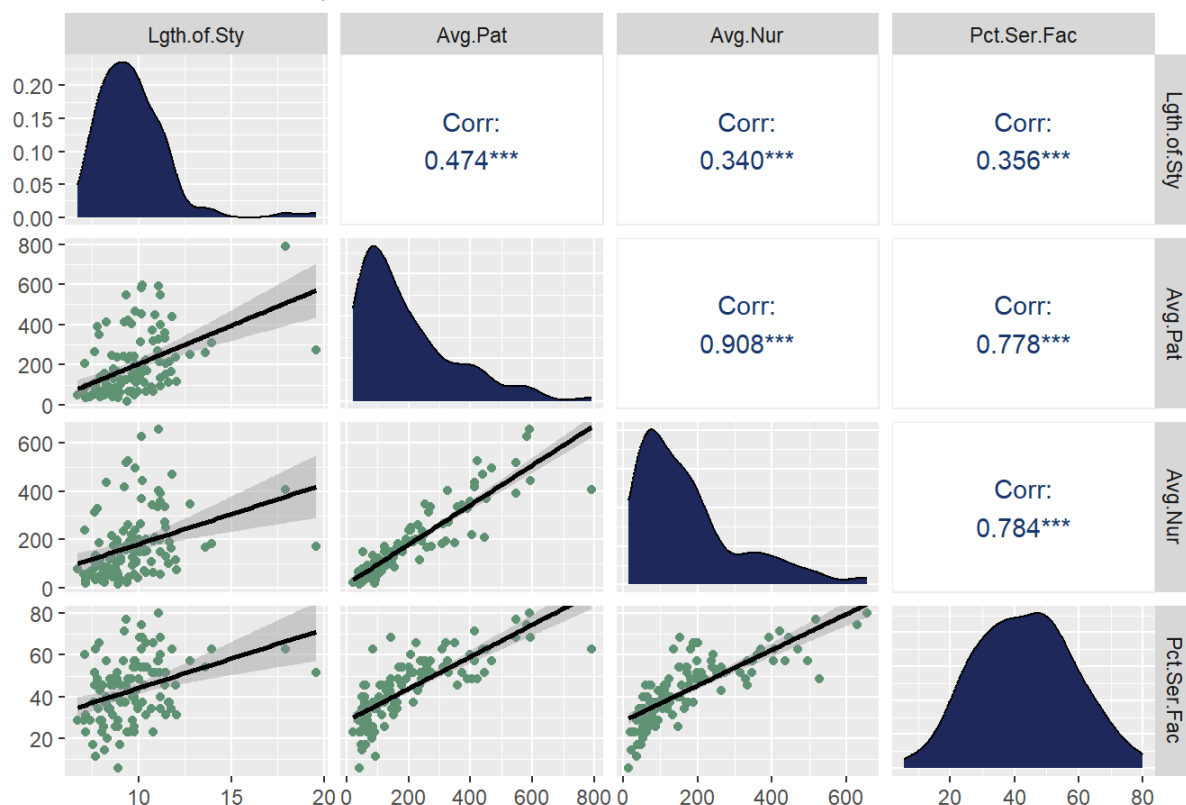 Lgth.of.Sty Avg.Pat Avg.Nur Pct.Ser.Fac
0.20
0.15
0.10
0.05
0.00
Corr:
0.474***
Corr:
0.340***
Corr:
0.356***
Lgth.of.Sty
800
600
400
200
0
Corr:
0.908***
Corr:
0.778***
Avg.Pat
600
400
200
0
Corr:
0.784***
Avg.Nur
80
60
40
20
Pct.Ser.Fac
10 15 20 0 200 400 600 800 0 200 400 600 20 40 60 80